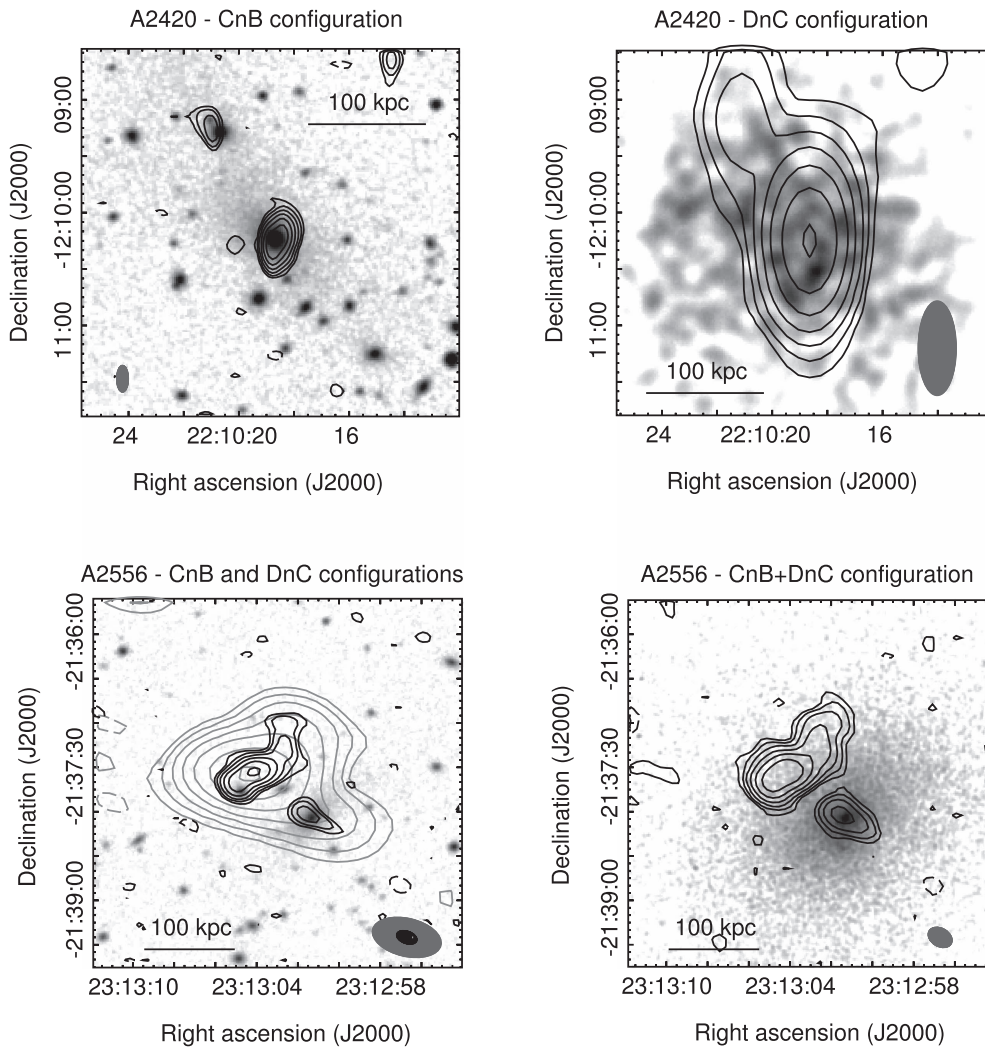 A2420 - CnB configuration
100 kpc
Declination (J2000)
09:00
-12:10:00
11:00
24 22:10:20 16
Right ascension (J2000)
A2420 - DnC configuration
100 kpc
Declination (J2000)
09:00
-12:10:00
11:00
24 22:10:20 16
Right ascension (J2000)
A2556 - CnB and DnC configurations
100 kpc
Declination (J2000)
-21:36:00
-21:37:30
-21:39:00
23:13:10 23:13:04 23:12:58
Right ascension (J2000)
A2556 - CnB+DnC configuration
100 kpc
Declination (J2000)
-21:36:00
-21:37:30
-21:39:00
23:13:10 23:13:04 23:12:58
Right ascension (J2000)